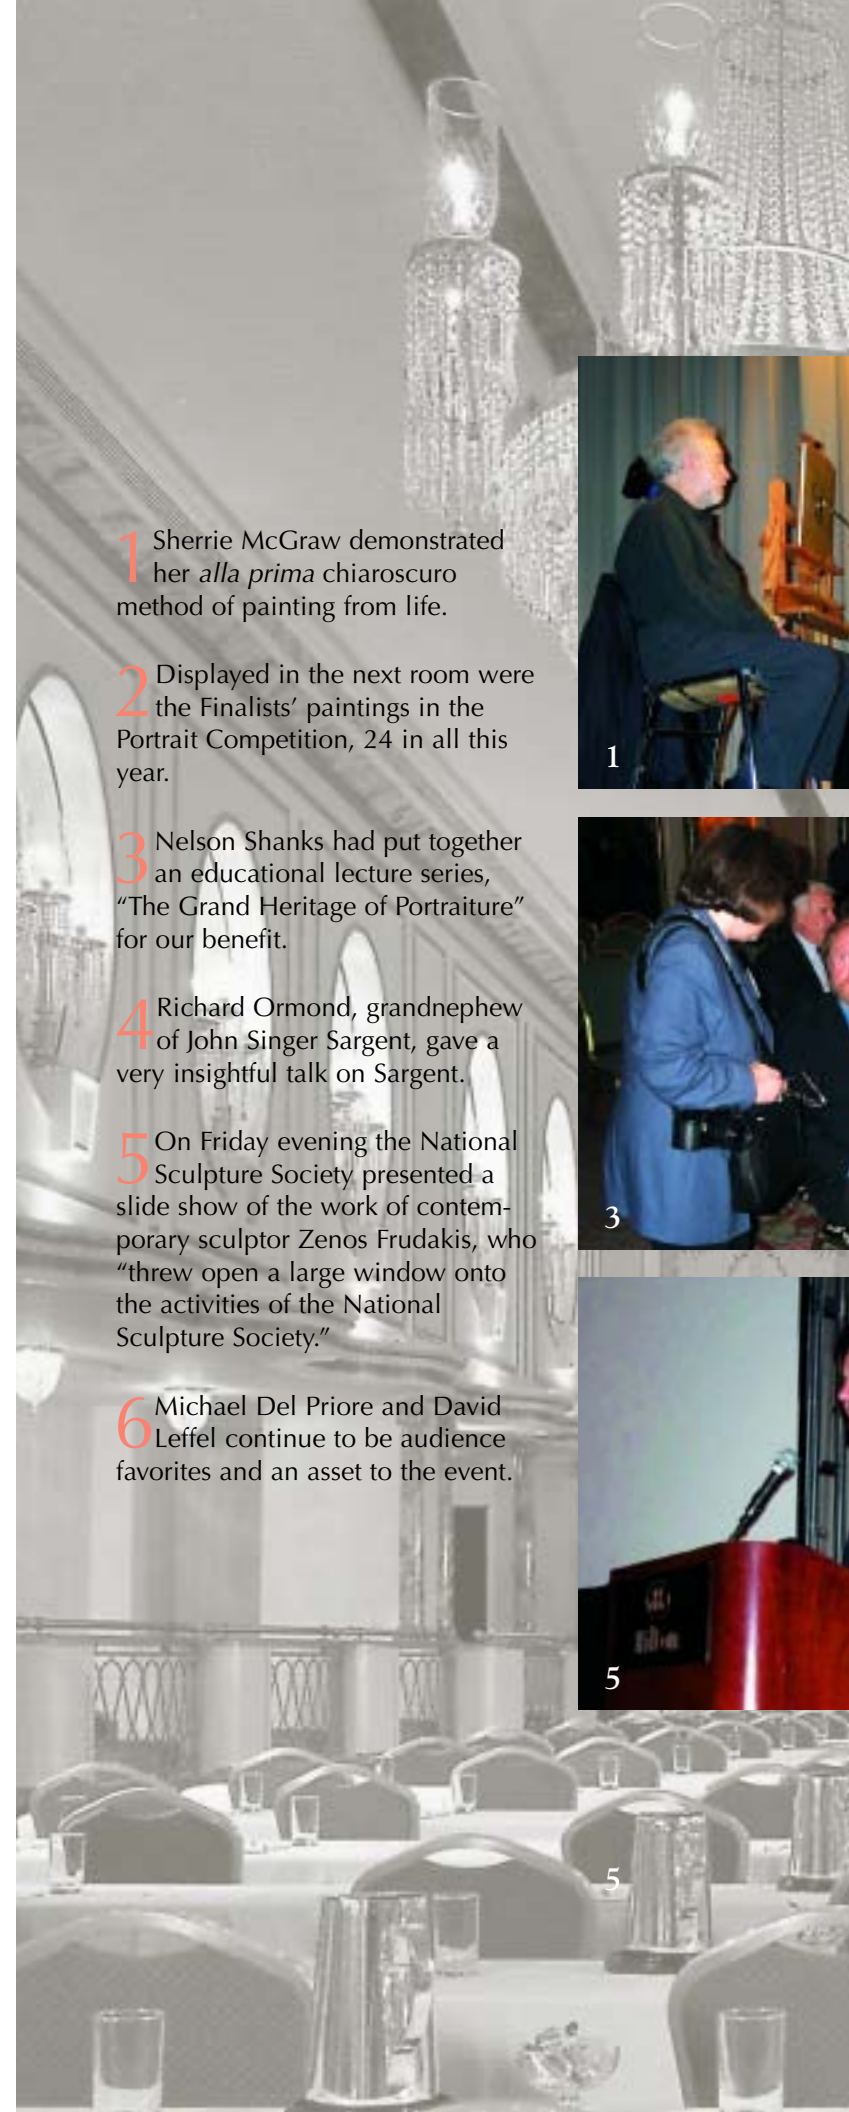 1 Sherrie McGraw demonstrated
her alla prima chiaroscuro
method of painting from life.
2 Displayed in the next room were
the Finalists’ paintings in the
Portrait Competition, 24 in all this
year.
3 Nelson Shanks had put together
an educational lecture series,
“The Grand Heritage of Portraiture”
for our benefit.
4 Richard Ormond, grandnephew
of John Singer Sargent, gave a
very insightful talk on Sargent.
5 On Friday evening the National
Sculpture Society presented a
slide show of the work of contem-
porary sculptor Zenos Frudakis, who
“threw open a large window onto
the activities of the National
Sculpture Society.”
6 Michael Del Priore and David
Leffel continue to be audience
favorites and an asset to the event.
1
3
Hilton
5
5